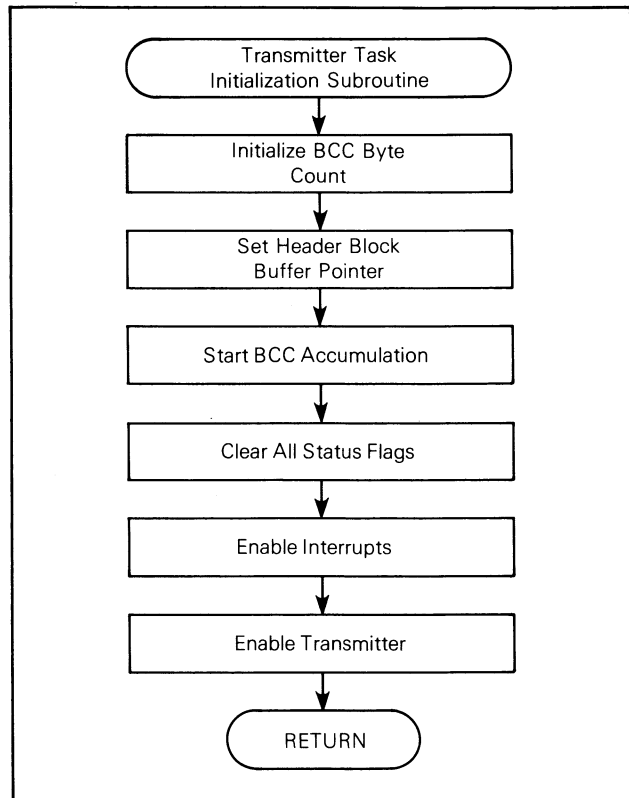 Transmitter Task
Initialization Subroutine
Initialize BCC Byte
Count
Set Header Block
Buffer Pointer
Start BCC Accumulation
Clear All Status Flags
Enable Interrupts
Enable Transmitter
RETURN